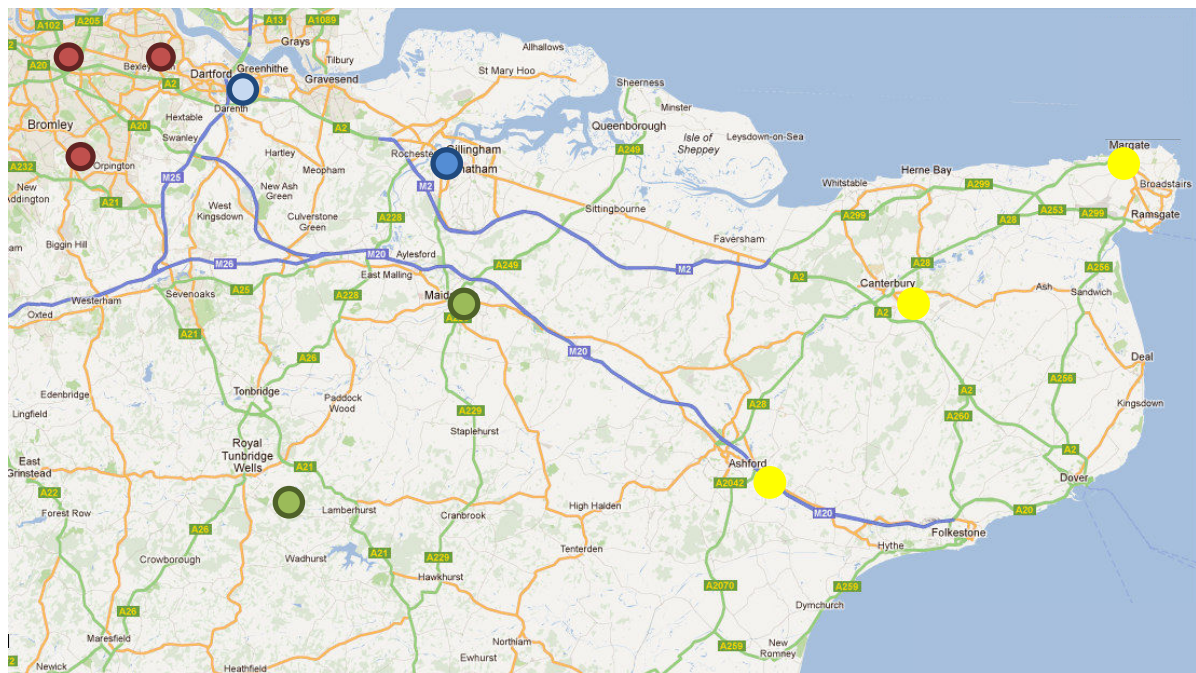 A102
A205
A13
A1089
2
Grays
Allhallows
A20
Tilbury
Dartford
Greenhithe
St Mary Hoo
A2
Gravesend
Sheerness
Darenth
Minster
Hextable
A20
Bromley
A2
Queenborough
Isle of
Sheppey
Leysdown-on-Sea
Swanley
Gillingham
Margate
Hartley
A249
A232
Orpington
Meopham
Herne Bay
M25
M2
Whitstable
A299
Broadstairs
New
Addington
A21
New Ash
Green
Sittingbourne
West
Kingsdown
Culverstone
Green
A228
A299
A28
A253
A299
Ramsgate
Biggin Hill
Faversham
M20
Aylesford
M26
A249
M2
A28
A256
East Malling
A2
Canterbury
Ash
Sandwich
Westerham
Sevenoaks
A25
A228
Oxted
A2
A21
M20
Deal
A26
A256
Edenbridge
Tonbridge
Paddock
Wood
A2
Kingsdown
Lingfield
A229
A28
A260
Staplehurst
Royal
Tunbridge
Wells
A2
East
Grinstead
A21
Ashford
Dover
A22
A2042
Forest Row
Lamberhurst
Cranbrook
High Halden
M20
A20
A26
Folkestone
Crowborough
Wadhurst
A21
A229
Tenterden
Hythe
Hawkhurst
A2070
A259
A26
Dymchurch
Maresfield
Northiam
A259
New
Romney
2
Newick
Heathfield
Ewhurst